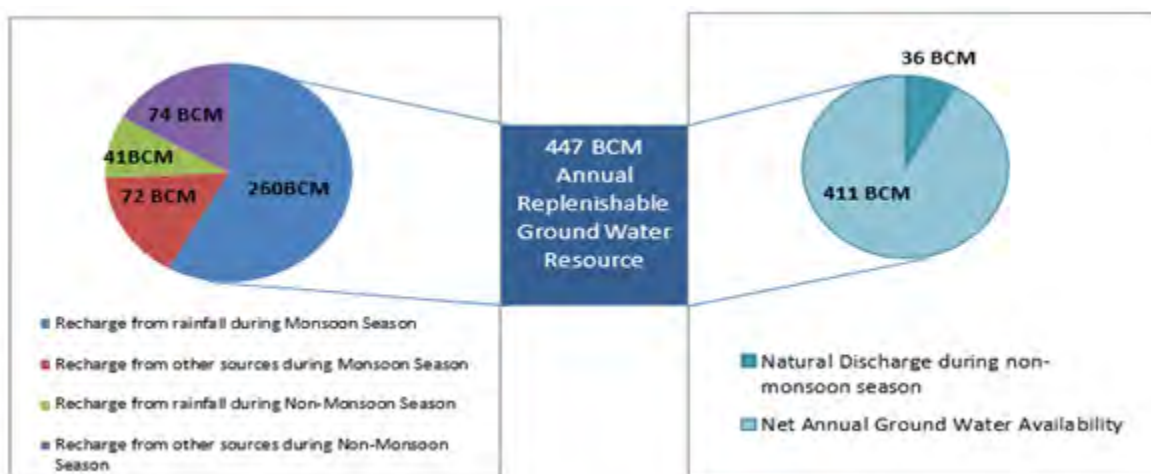 74 BCM
41BCM
72 BCM
260BCM
Recharge from rainfall during Monsoon Season
Recharge from other sources during Monsoon Season
Recharge from rainfall during Non-Monsoon Season
Recharge from other sources during Non-Monsoon
Season
447 BCM
Annual
Replenishable
Ground Water
Resource
36 BCM
411 BCM
Natural Discharge during non-
monsoon season
Net Annual Ground Water Availability